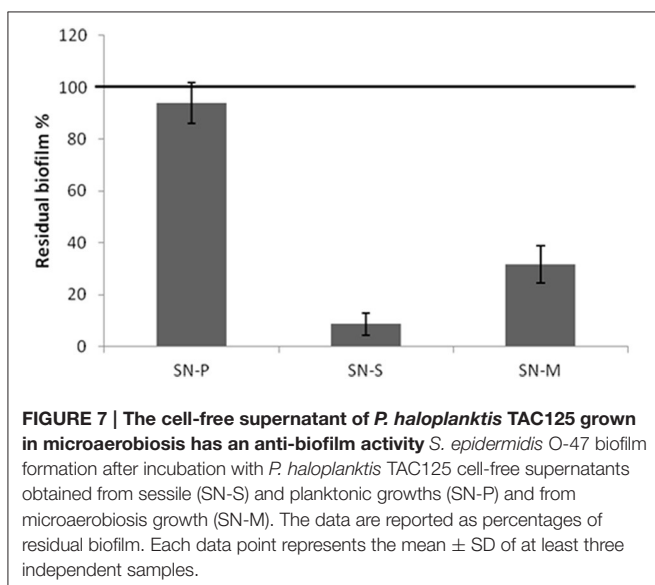 120
100
80
60
40
20
0
Residual biofilm %
SN-P SN-S SN-M
FIGURE 7 | The cell-free supernatant of P. haloplanktis TAC125 grown
in microaerobiosis has an anti-biofilm activity S. epidermidis O-47 biofilm
formation after incubation with P. haloplanktis TAC125 cell-free supernatants
obtained from sessile (SN-S) and planktonic growths (SN-P) and from
microaerobiosis growth (SN-M). The data are reported as percentages of
residual biofilm. Each data point represents the mean ± SD of at least three
independent samples.